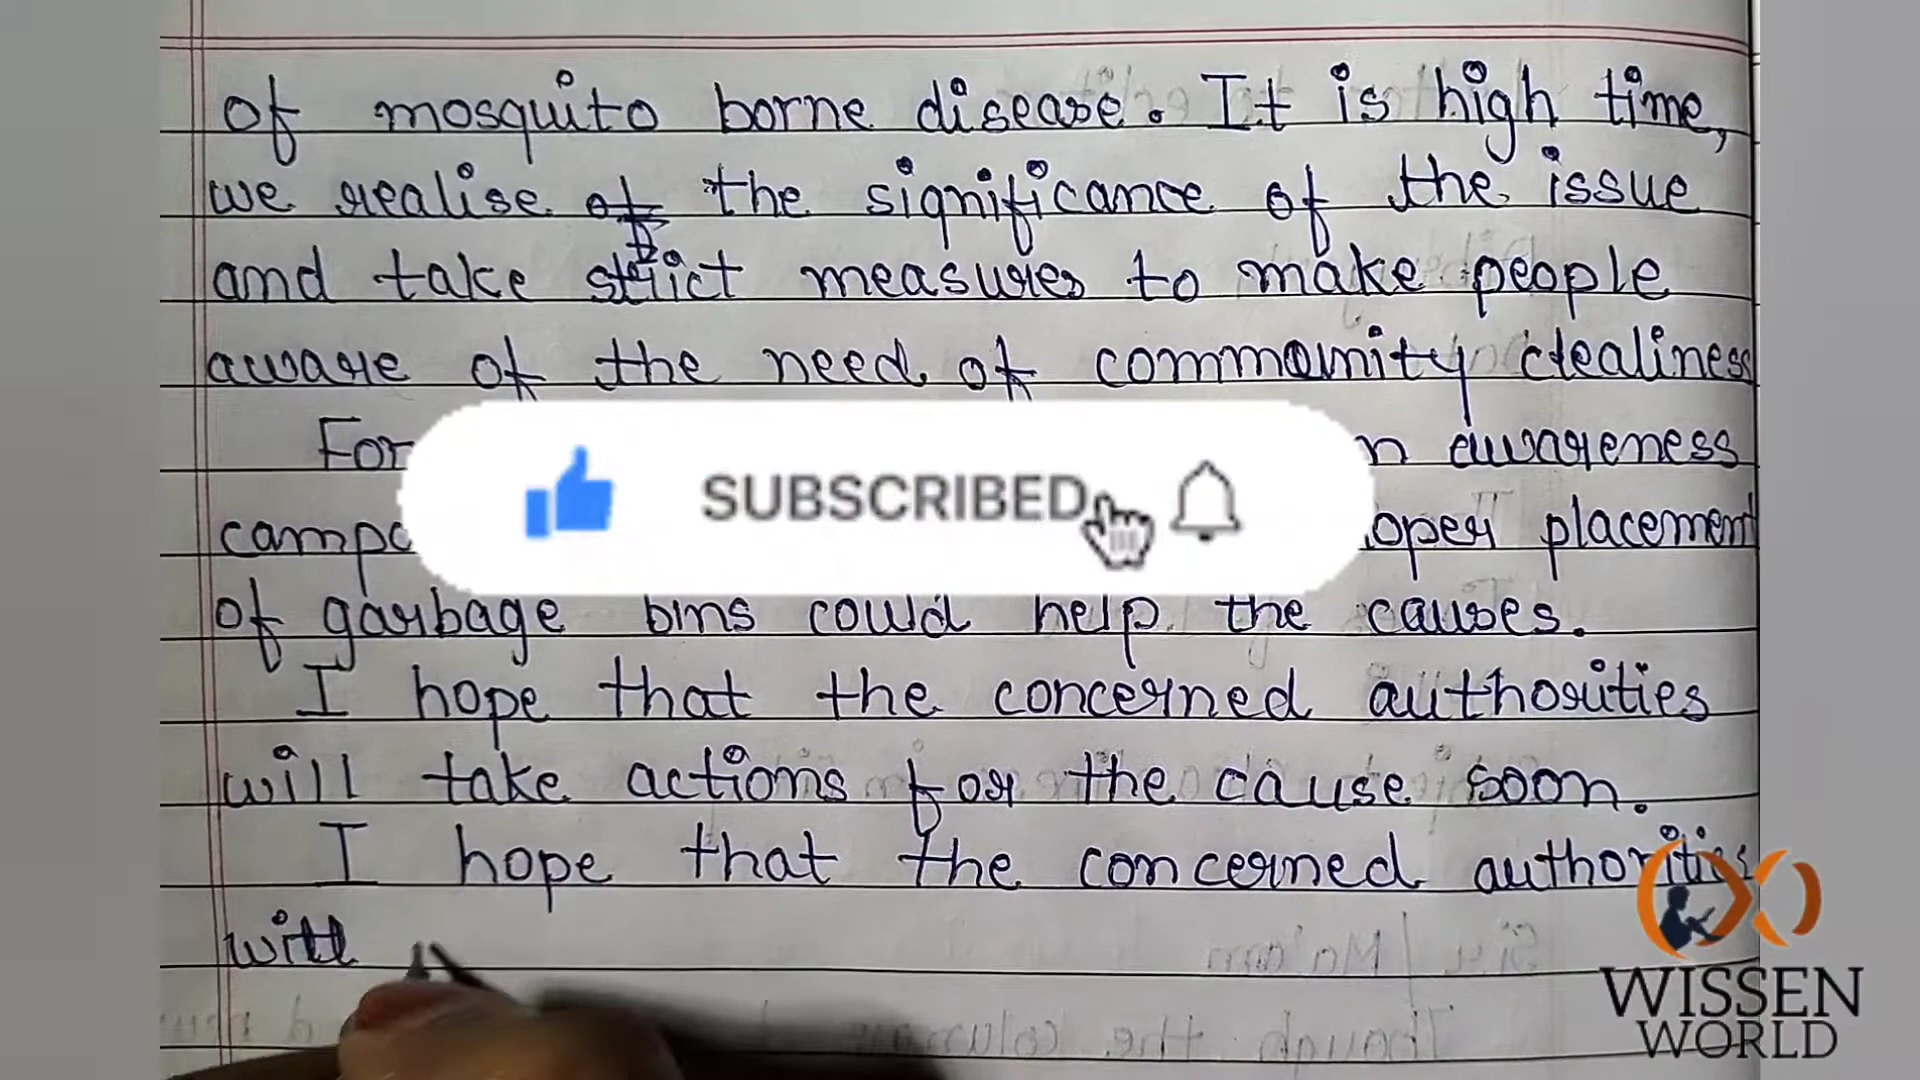 of mosquito borne disease. It is high time,
we realise of the significance of the issue
and take strict measures to make people
aware of the need of community clealiness
For n awareness
campa oper placement
SUBSCRIBED
of garbage bins could help the causes.
I hope that the concerned authorities
will take actions for the cause soon.
I hope that the concerned authorities
will
WISSEN
WORLD